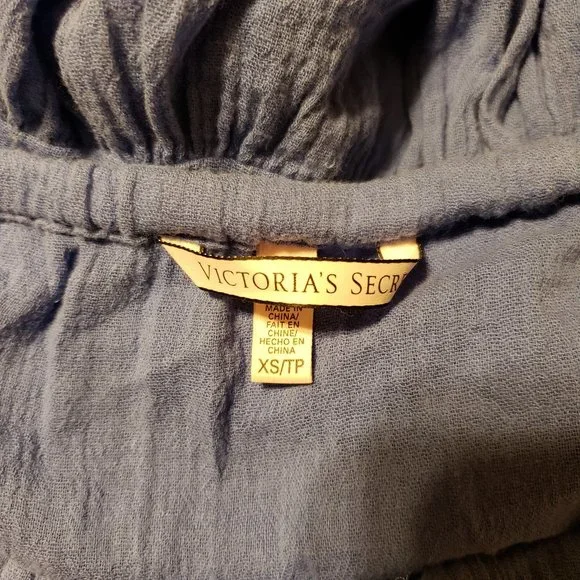 VICTORIA'S SECR
MADE IN
CHINA/
FAIT EN
CHINE/
HECHO EN
CHINA
XS/TP